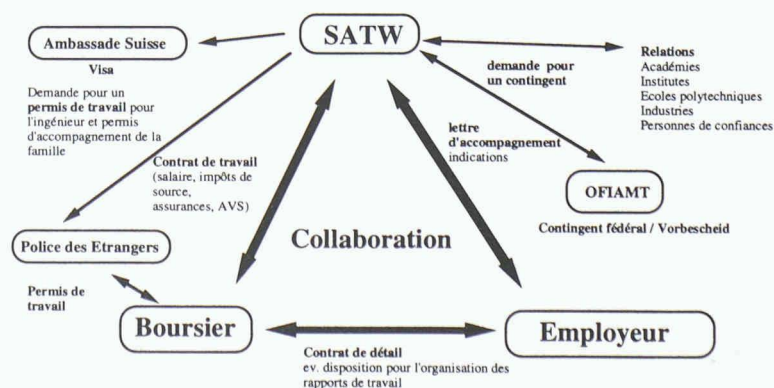 SATW
Ambassade Suisse
Visa
Demande pour un
permis de travail pour
l'ingénieur et permis
d'accompagnement de la
famille
demande pour
un contingent
Relations
Académies
Institutes
Ecoles polytechniques
Industries
Personnes de confiances
lettre
d'accompagnement
indications
Contrat de travail
(salaire, impôts de
source,
assurances, AVS)
OFIAMT
Contingent fédéral / Vorbescheid
Police des Etrangers
Collaboration
Permis de
travail
Boursier
Employeur
Contrat de détail
ev. disposition pour l'organisation des
rapports de travail